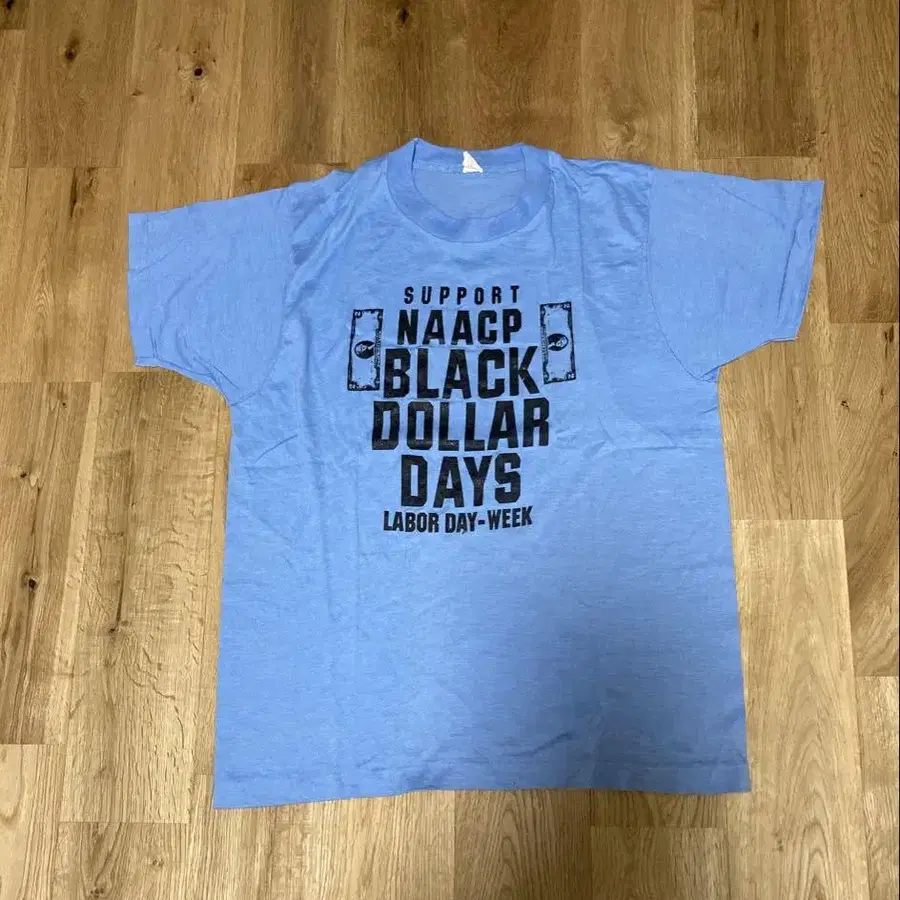 SUPPORT
NAACP
BLACK
DOLLAR
DAYS
LABOR DAY-WEEK